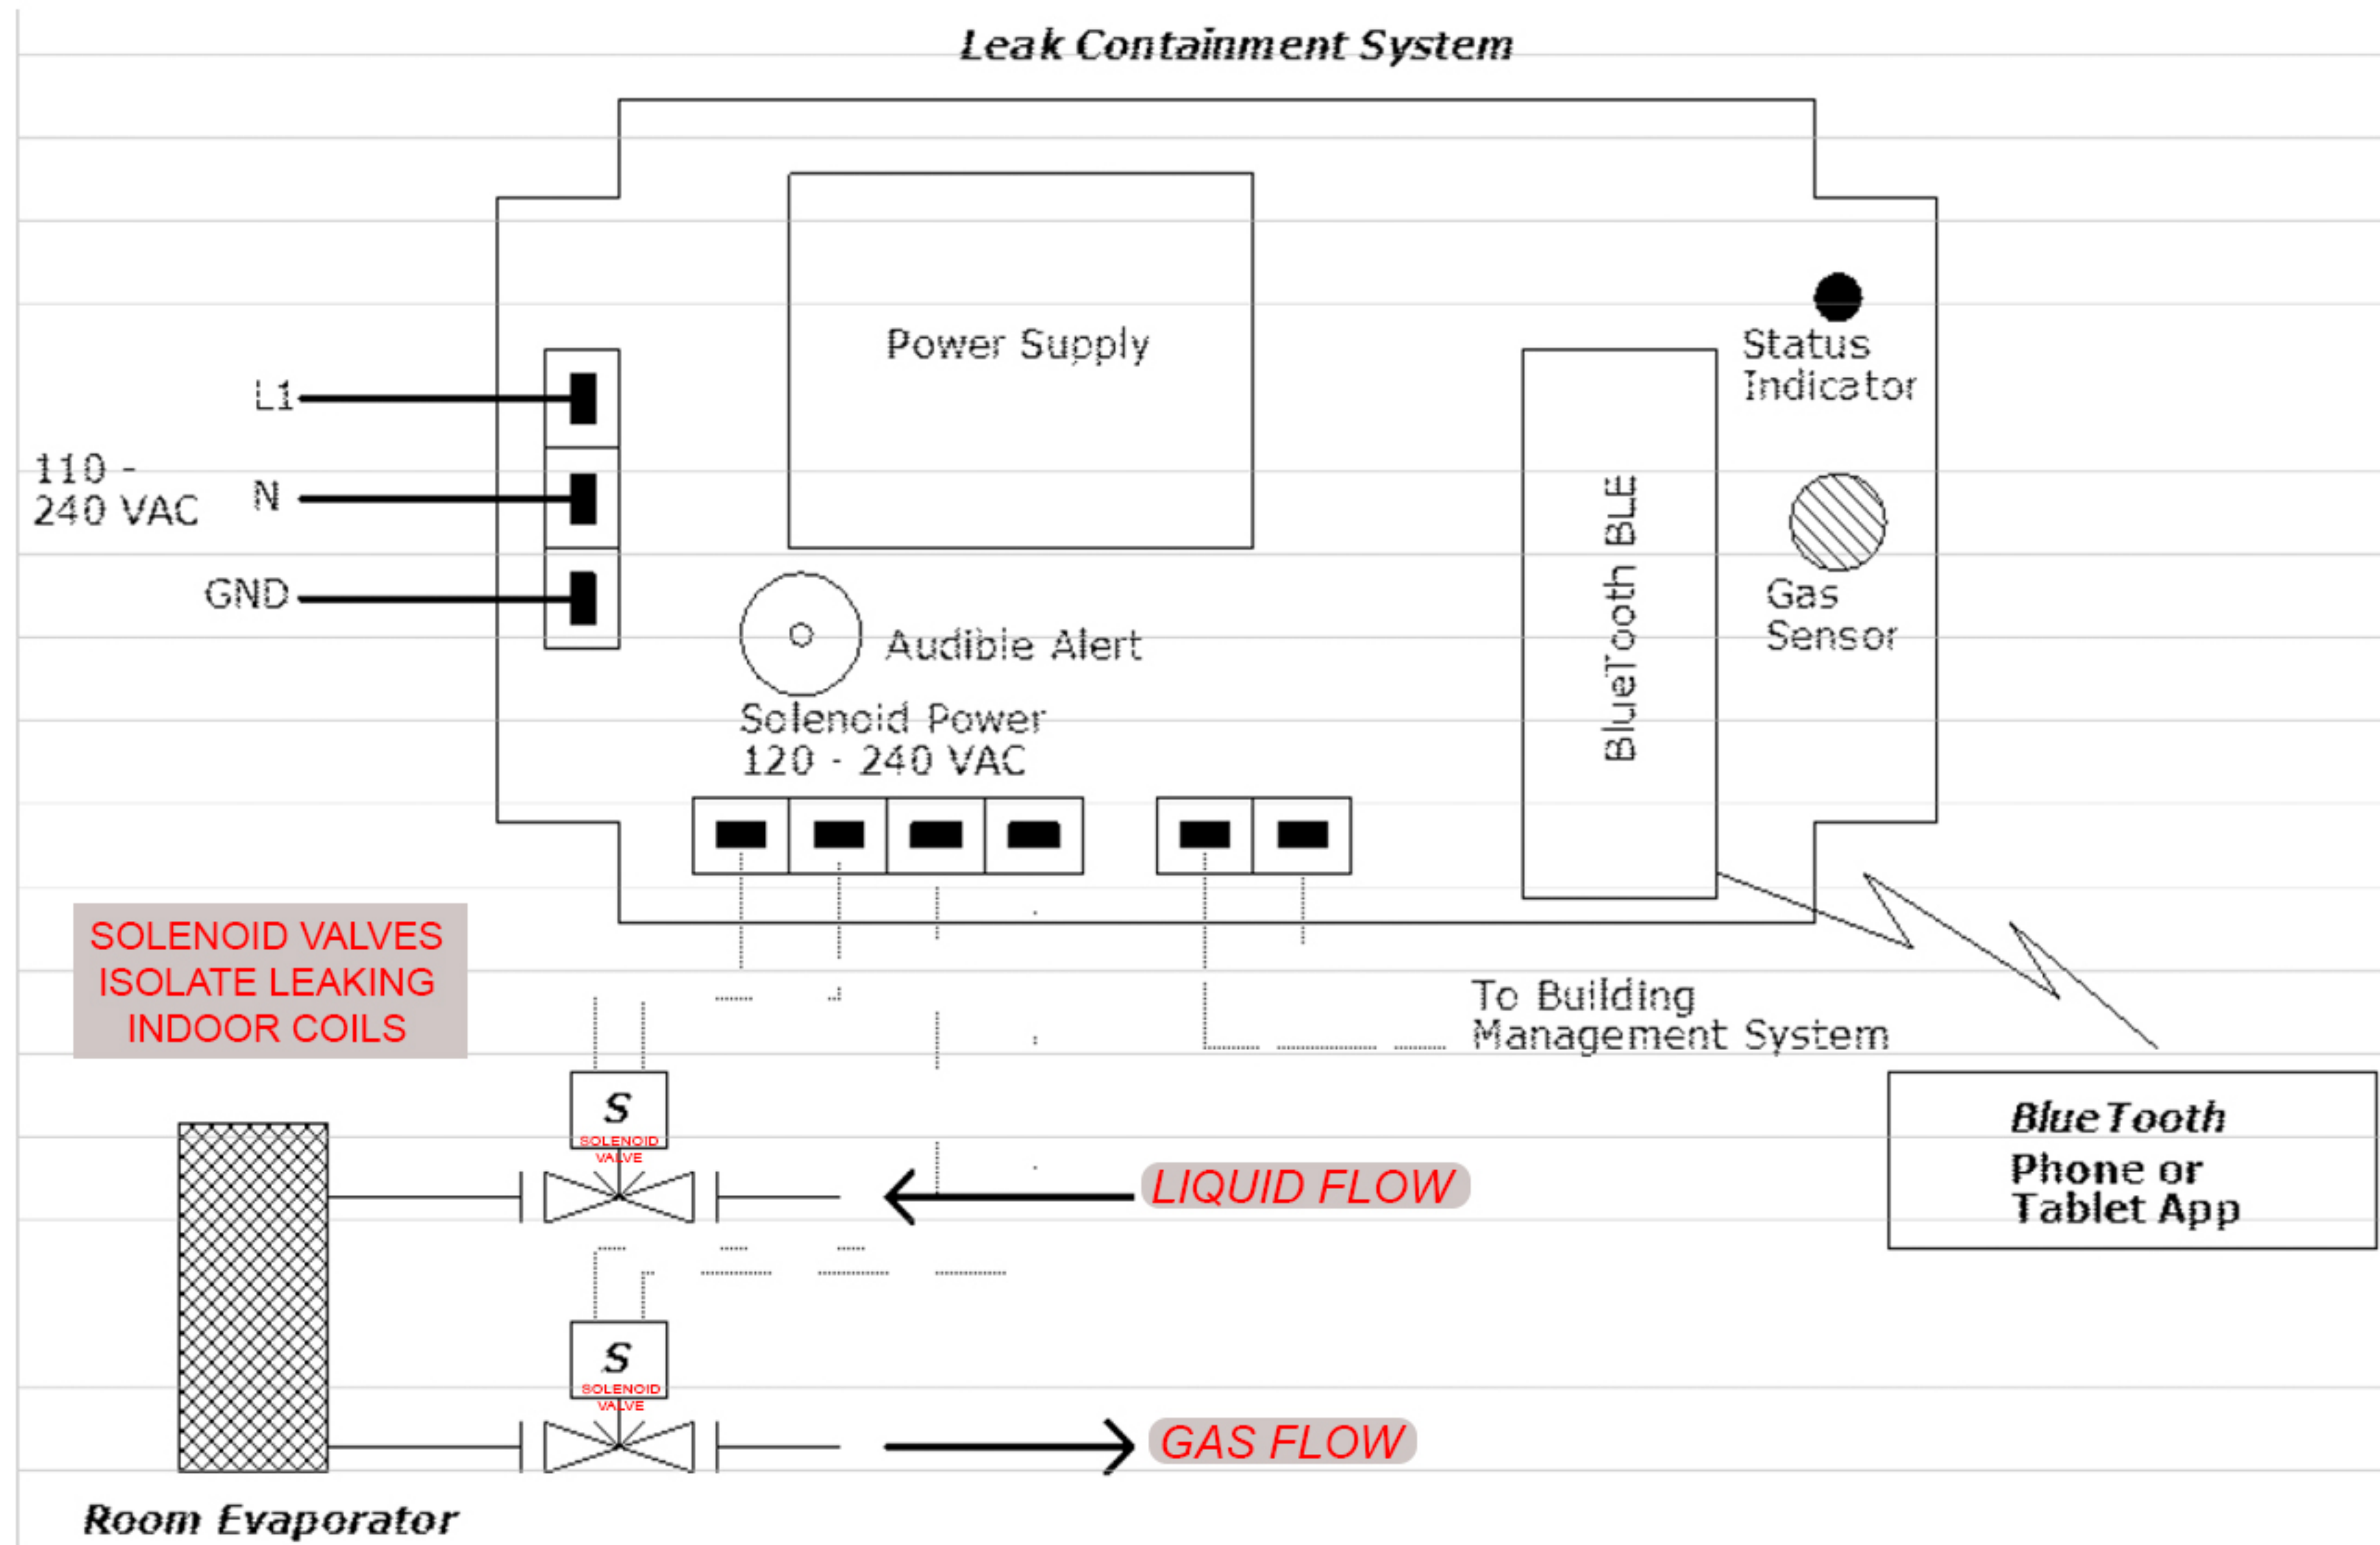 Leak Containment System
Power Supply
Status
Indicator
L1
110 -
240 VAC
N
GND
BlueTooth BLE
Gas
Sensor
Audible Alert
Solenoid Power
120 - 240 VAC
SOLENOID VALVES
ISOLATE LEAKING
INDOOR COILS
To Building
Management System
S
SOLENOID
VALVE
LIQUID FLOW
BlueTooth
Phone or
Tablet App
S
SOLENOID
VALVE
GAS FLOW
Room Evaporator